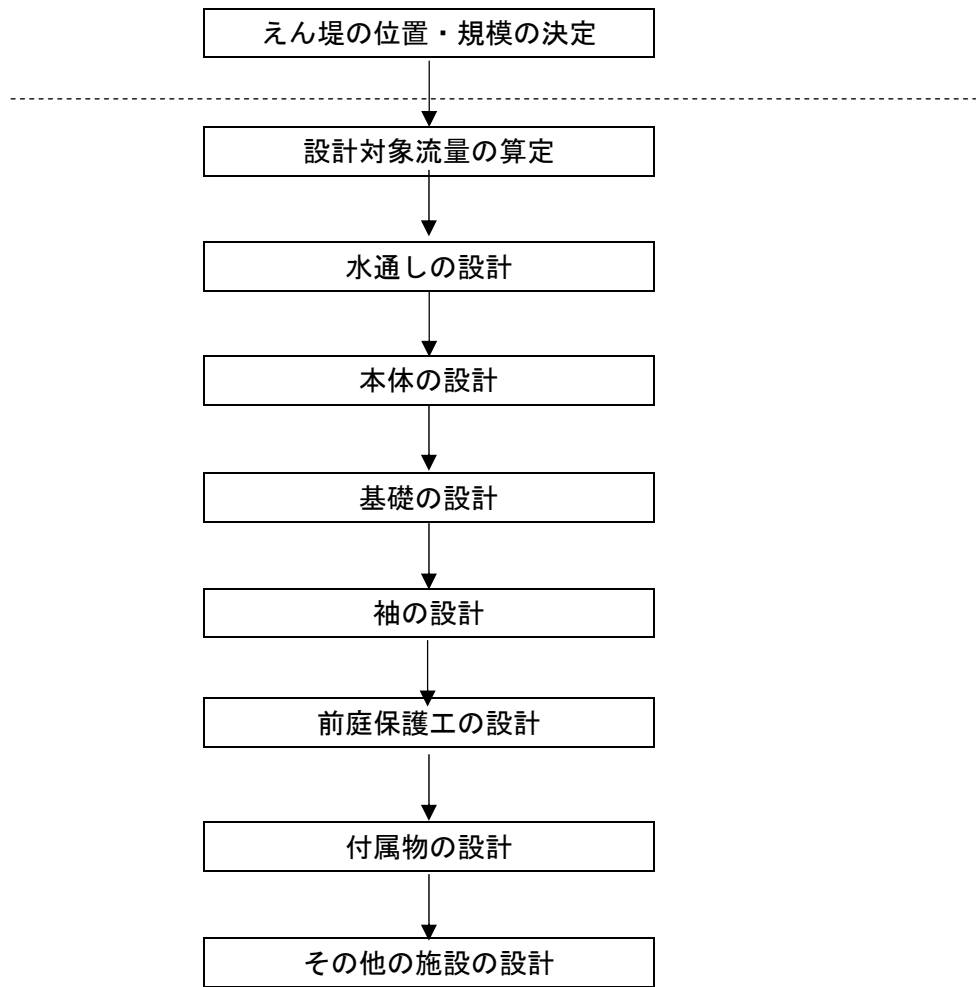 えん堤の位置・規模の決定
設計対象流量の算定
水通しの設計
本体の設計
基礎の設計
袖の設計
前庭保護工の設計
付属物の設計
その他の施設の設計